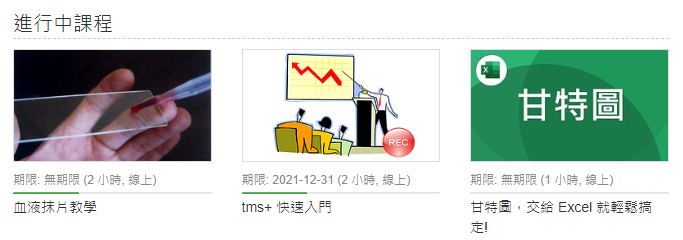 進行中課程
甘特圖
REC
期限: 無期限 (2 小時, 線上)
期限: 2021-12-31 (2 小時, 線上)
期限: 無期限 (1 小時, 線上)
血液抹片教學
tms+ 快速入門
甘特圖，交給 Excel 就輕鬆搞
定!